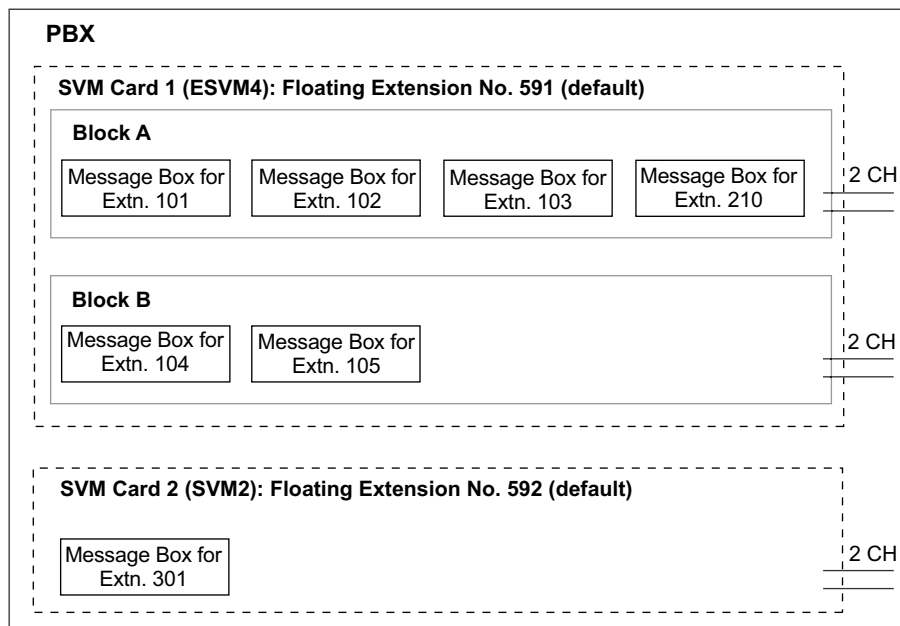 PBX
SVM Card 1 (ESVM4): Floating Extension No. 591 (default)
Block A
Message Box for
Extn. 101
Message Box for
Extn. 102
Message Box for
Extn. 103
Message Box for
Extn. 210
2 CH
Block B
Message Box for
Extn. 104
Message Box for
Extn. 105
2 CH
SVM Card 2 (SVM2): Floating Extension No. 592 (default)
Message Box for
Extn. 301
2 CH